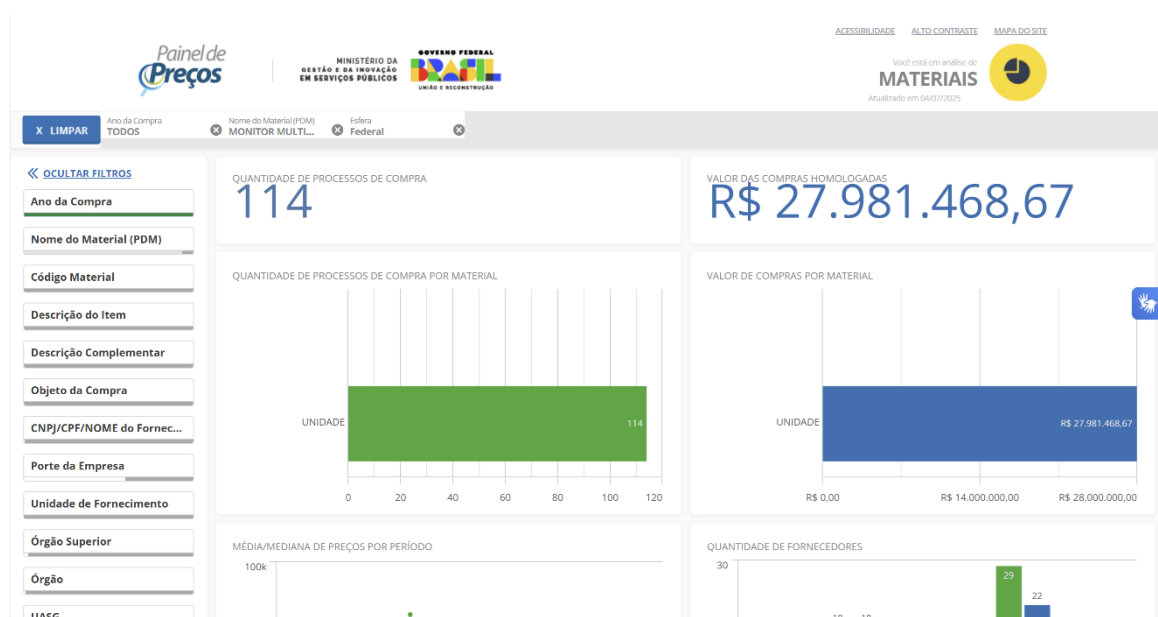 ACESSIBILIDADE ALTO CONTRASTE MAPA DO SITE
Painel de
Preços
MINISTÉRIO DA
GESTÃO E DA INOVAÇÃO
EM SERVIÇOS PÚBLICOS
GOVERNO FEDERAL
BRASIL
UNIÃO E RECONSTRUÇÃO
Você está em análise de
MATERIAIS
Atualizado em 04/07/2025
X LIMPAR
Ano da Compra
TODOS
Nome do Material (PDM)
MONITOR MULTI...
Esfera
Federal
OCULTAR FILTROS
Ano da Compra
Nome do Material (PDM)
Código Material
Descrição do Item
Descrição Complementar
Objeto da Compra
CNPJ/CPF/NOME do Fornec...
Porte da Empresa
Unidade de Fornecimento
Órgão Superior
Órgão
UASG
QUANTIDADE DE PROCESSOS DE COMPRA
114
VALOR DAS COMPRAS HOMOLOGADAS
R$ 27.981.468,67
QUANTIDADE DE PROCESSOS DE COMPRA POR MATERIAL
UNIDADE
114
0 20 40 60 80 100 120
VALOR DE COMPRAS POR MATERIAL
UNIDADE
R$ 27.981.468,67
R$ 0,00 R$ 14.000.000,00 R$ 28.000.000,00
MÉDIA/MEDIANA DE PREÇOS POR PERÍODO
100k
QUANTIDADE DE FORNECEDORES
30
29
22